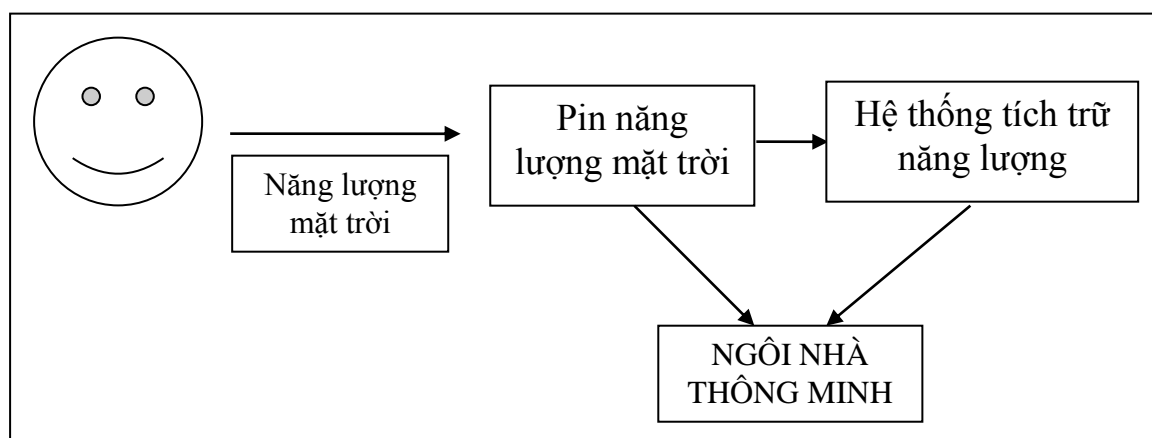 Năng lượng
mặt trời
Pin năng
lượng mặt trời
Hệ thống tích trữ
năng lượng
NGÔI NHÀ
THÔNG MINH